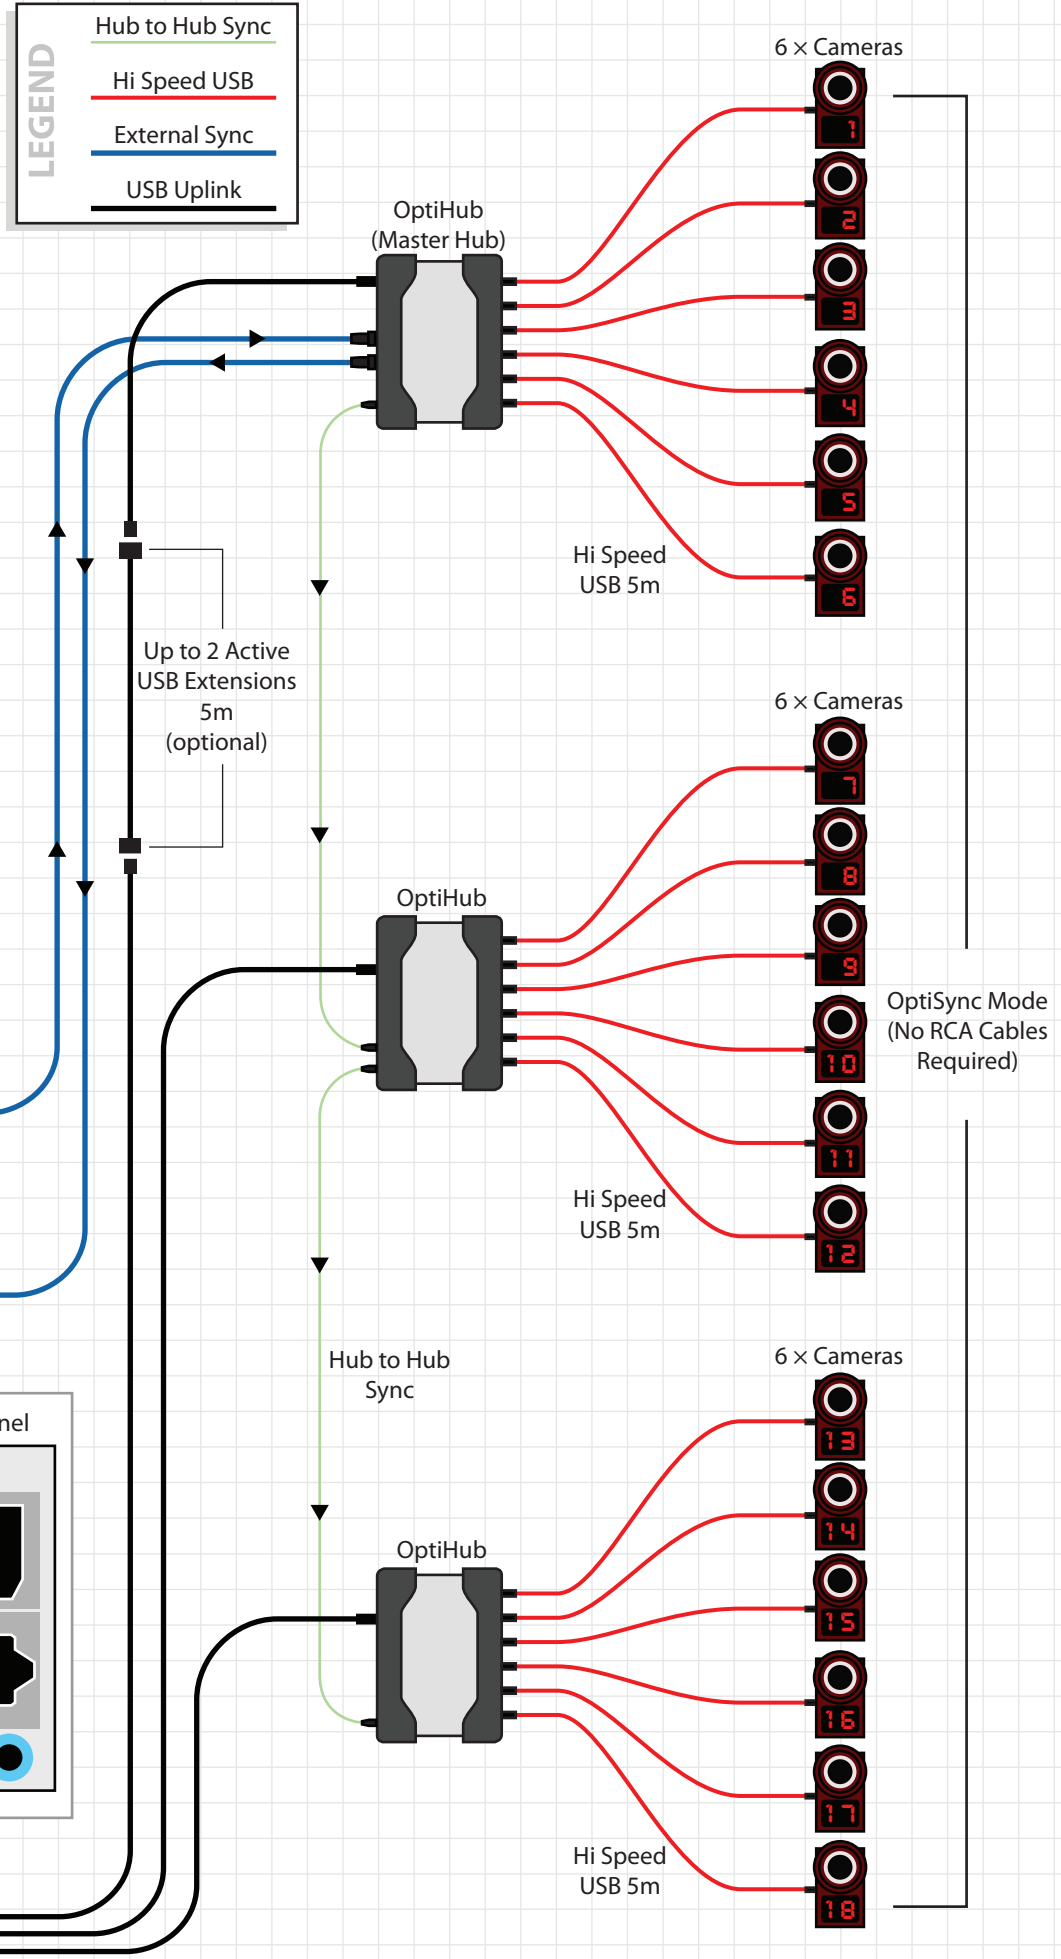 LEGEND
Hub to Hub Sync
Hi Speed USB
External Sync
USB Uplink
6 × Cameras
1
2
3
4
5
6
OptiHub
(Master Hub)
Hi Speed
USB 5m
Up to 2 Active
USB Extensions
5m
(optional)
6 × Cameras
7
8
9
10
11
12
OptiHub
OptiSync Mode
(No RCA Cables
Required)
Hi Speed
USB 5m
Hub to Hub
Sync
6 × Cameras
13
14
15
16
17
18
nel
OptiHub
Hi Speed
USB 5m